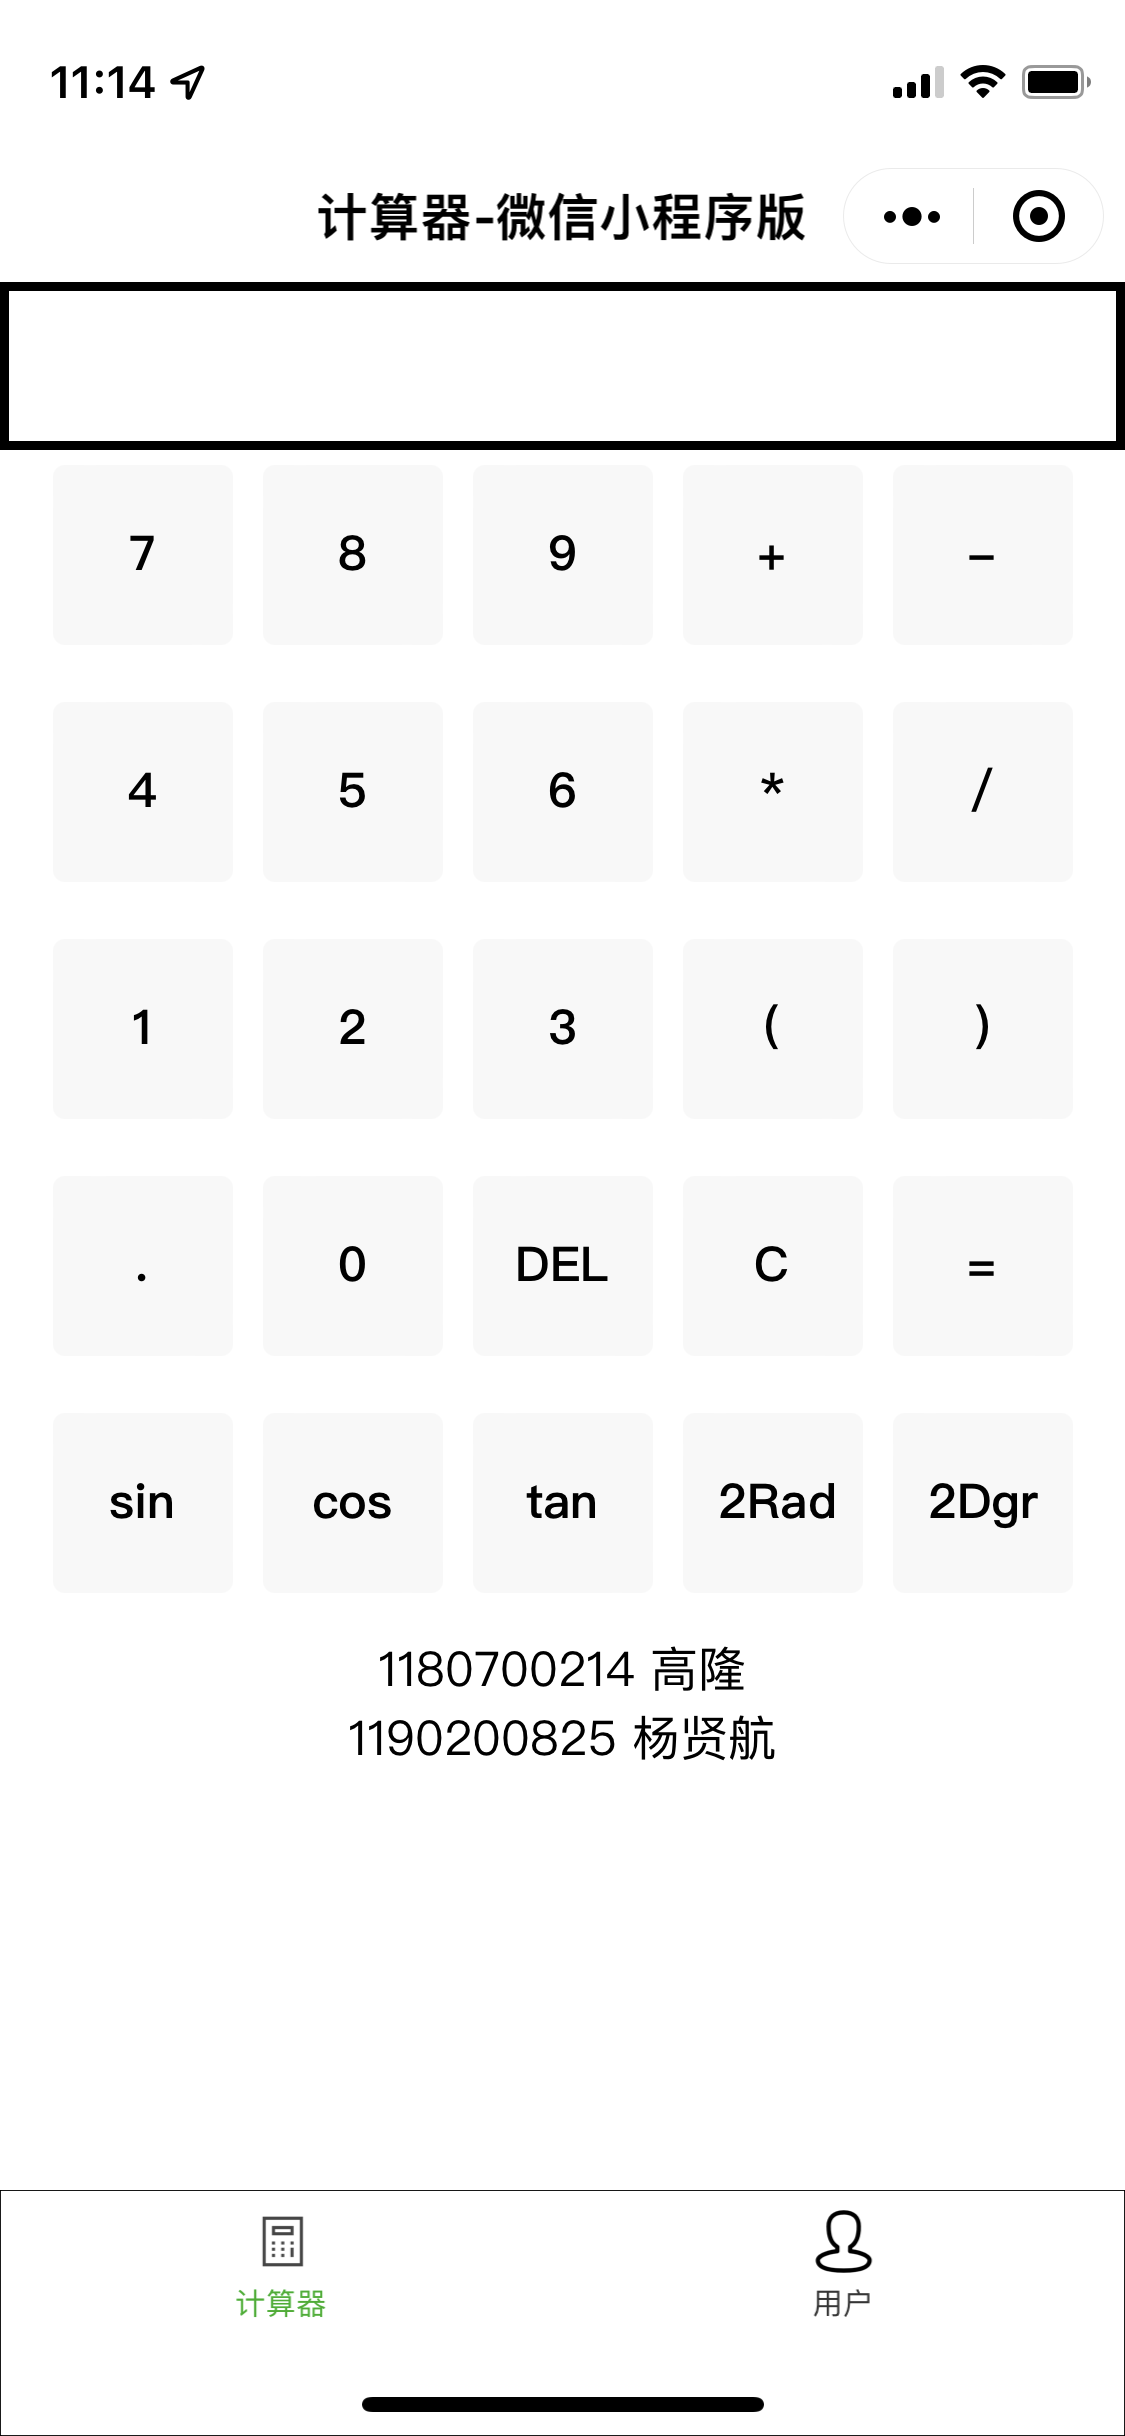 11:14
计算器-微信小程序版
7 8 9 + −
4 5 6 * /
1 2 3 ( )
. 0 DEL C =
sin cos tan 2Rad 2Dgr
1180700214 高隆
1190200825 杨贤航
计算器 用户